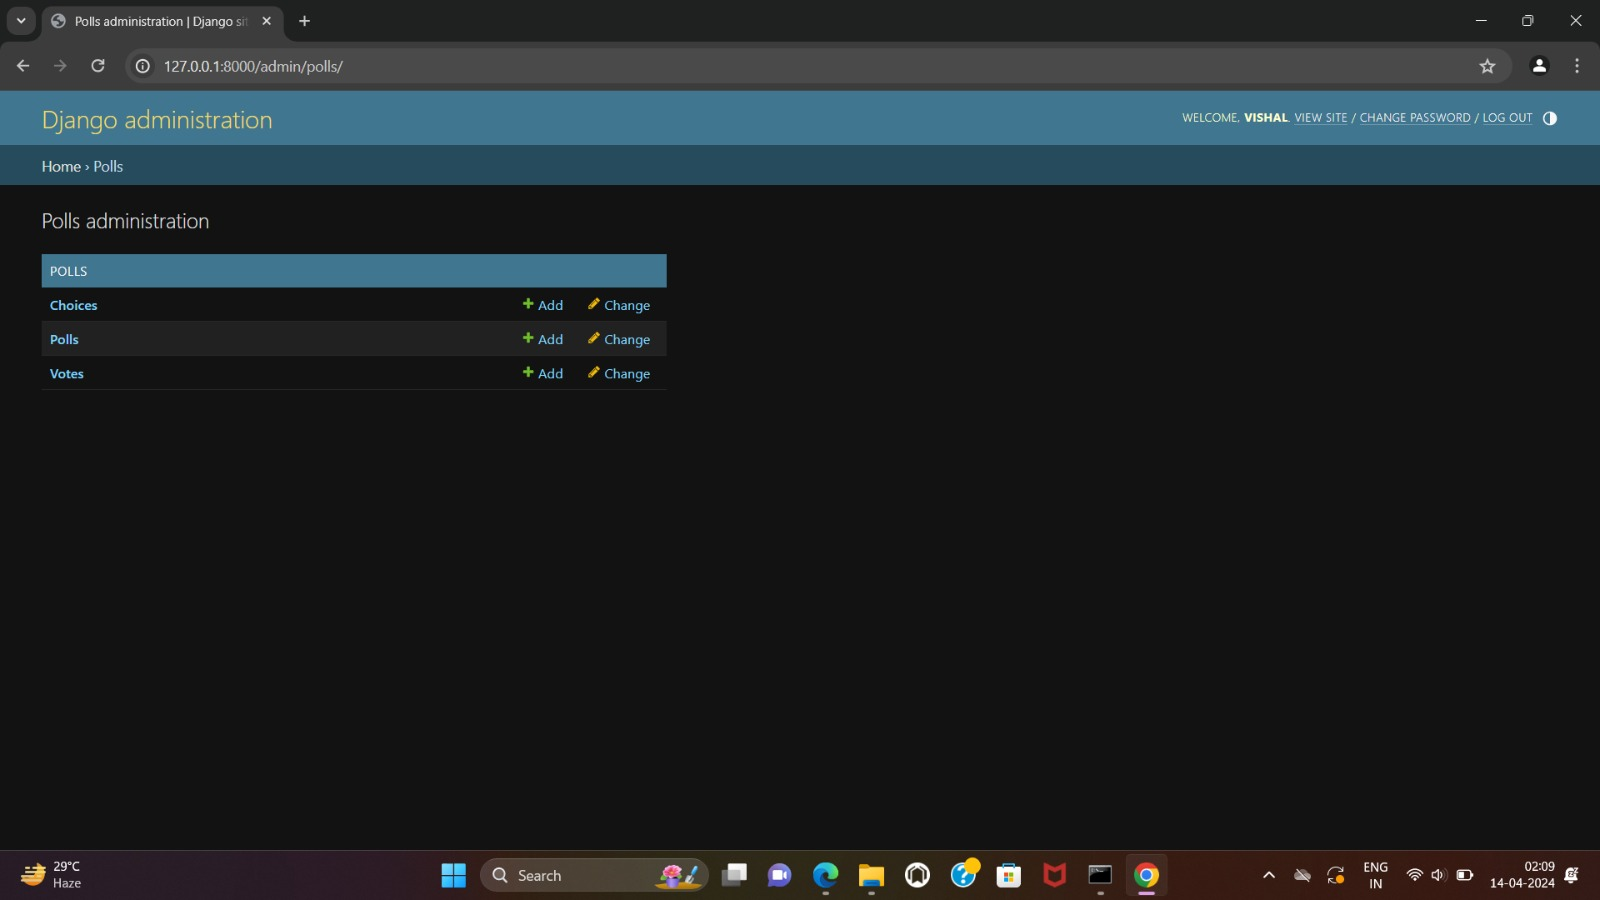 Polls administration | Django si
127.0.0.1:8000/admin/polls/
Django administration
WELCOME, VISHAL. VIEW SITE / CHANGE PASSWORD / LOG OUT
Home › Polls
Polls administration
POLLS
Choices Add Change
Polls Add Change
Votes Add Change
29°C
Haze
Search
ENG
IN
02:09
14-04-2024